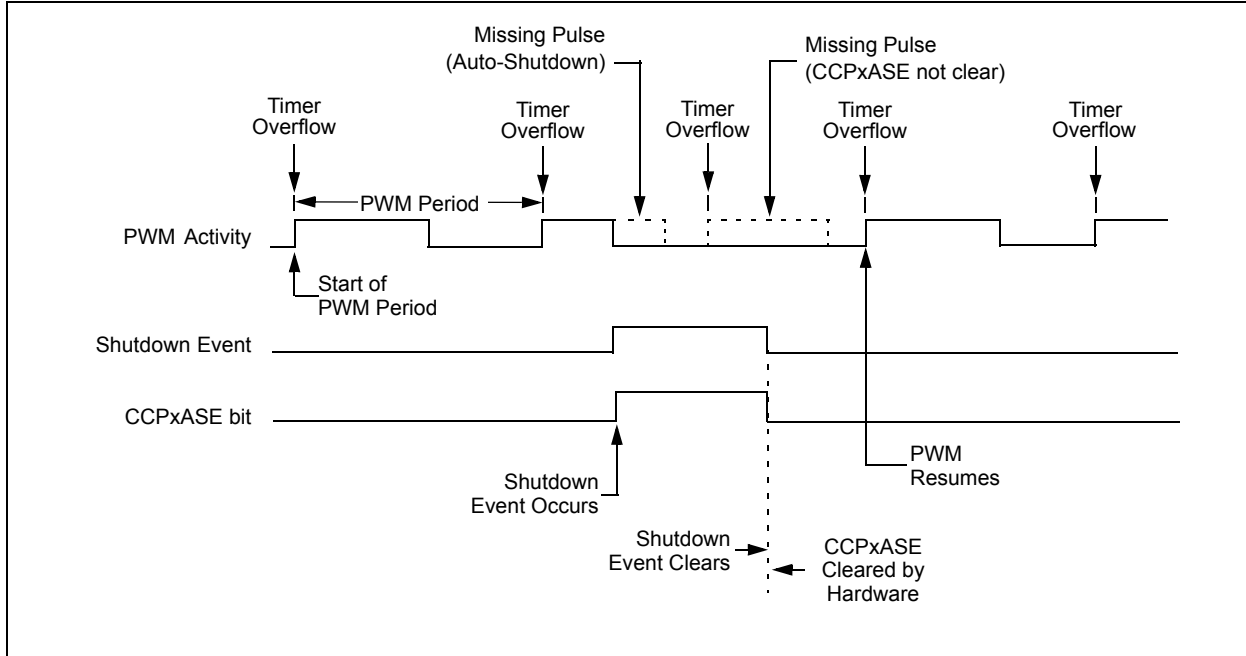 Missing Pulse
(Auto-Shutdown)
Missing Pulse
(CCPxASE not clear)
Timer
Overflow
Timer
Overflow
Timer
Overflow
Timer
Overflow
Timer
Overflow
PWM Period
PWM Activity
Start of
PWM Period
Shutdown Event
CCPxASE bit
Shutdown
Event Occurs
PWM
Resumes
Shutdown
Event Clears
CCPxASE
Cleared by
Hardware